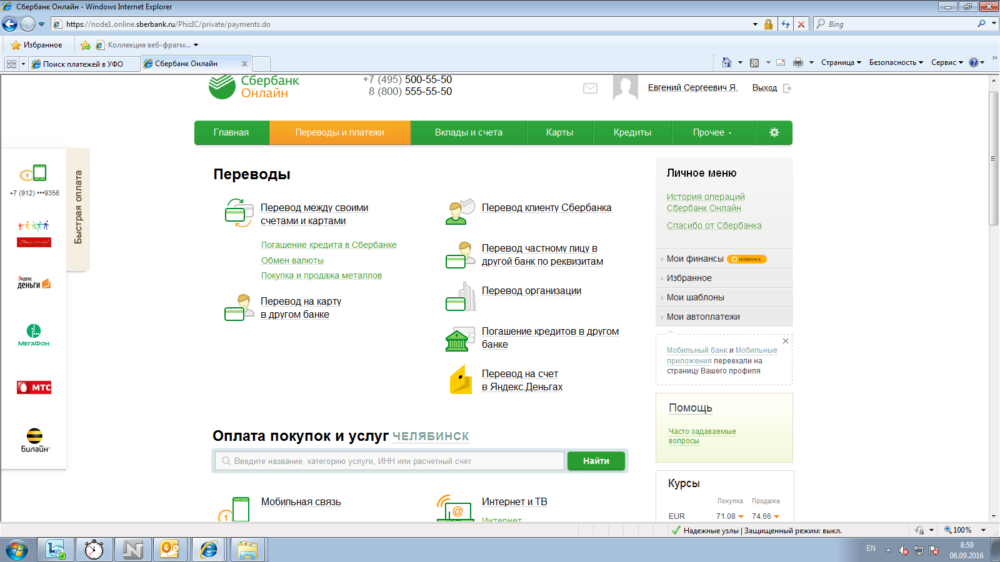 Сбербанк Онлайн - Windows Internet Explorer
https://node1.online.sberbank.ru/PhizIC/private/payments.do
Bing
Избранное
Коллекция веб-фрагм...
Поиск платежей в УФО
Сбербанк Онлайн
Страница
Безопасность
Сервис
»
Сбербанк
Онлайн
+7 (495) 500-55-50
8 (800) 555-55-50
Евгений Сергеевич Я.
Выход
Главная
Переводы и платежи
Вклады и счета
Карты
Кредиты
Прочее
Быстрая оплата
+7 (912) •••9356
Яндекс
деньги
МЕГАФОН
МТС
Билайн
Переводы
Перевод между своими
счетами и картами
Погашение кредита в Сбербанке
Обмен валюты
Покупка и продажа металлов
Перевод на карту
в другом банке
Перевод клиенту Сбербанка
Перевод частному лицу в
другой банк по реквизитам
Перевод организации
Погашение кредитов в другом
банке
Перевод на счет
в Яндекс.Деньгах
Личное меню
История операций
Сбербанк Онлайн
Спасибо от Сбербанка
Мои финансы НОВИНКА
Избранное
Мои шаблоны
Мои автоплатежи
Мобильный банк и Мобильные
приложения переехали на
страницу Вашего профиля
Помощь
Часто задаваемые
вопросы
Курсы
Покупка Продажа
EUR 71.08 74.66
Оплата покупок и услуг ЧЕЛЯБИНСК
Введите название, категорию услуги, ИНН или расчетный счет
Найти
Мобильная связь
Интернет и ТВ
Интернет
Надежные узлы | Защищенный режим: выкл.
100%
EN
8:59
06.09.2016